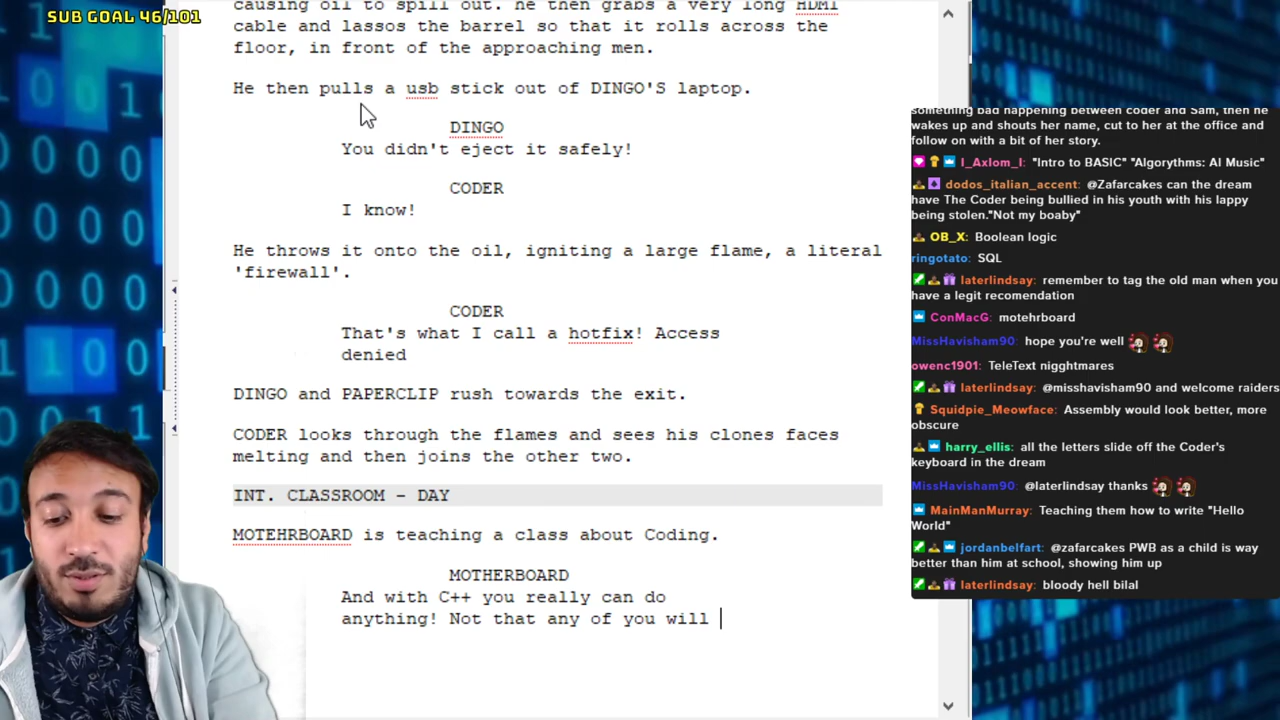 SUB GOAL 46/101
causing oil to spill out. He then grabs a very long HDMI
cable and lassos the barrel so that it rolls across the
floor, in front of the approaching men.
He then pulls a usb stick out of DINGO'S laptop.
DINGO
You didn't eject it safely!
CODER
I know!
He throws it onto the oil, igniting a large flame, a literal
'firewall'.
CODER
That's what I call a hotfix! Access
denied
DINGO and PAPERCLIP rush towards the exit.
CODER looks through the flames and sees his clones faces
melting and then joins the other two.
INT. CLASSROOM - DAY
MOTEHRBOARD is teaching a class about Coding.
MOTHERBOARD
And with C++ you really can do
anything! Not that any of you will
something bad happening between coder and Sam, then he
wakes up and shouts her name, cut to her at the office and
follow on with a bit of her story.
I_AxIom_I: "Intro to BASIC" "Algorythms: AI Music"
dodos_italian_accent: @Zafarcakes can the dream
have The Coder being bullied in his youth with his lappy
being stolen."Not my boaby"
OB_X: Boolean logic
ringotato: SQL
laterlindsay: remember to tag the old man when you
have a legit recomendation
ConMacG: motehrboard
MissHavisham90: hope you're well
owenc1901: TeleText nigghtmares
laterlindsay: @misshavisham90 and welcome raiders
Squidpie_Meowface: Assembly would look better, more
obscure
harry_ellis: all the letters slide off the Coder's
keyboard in the dream
MissHavisham90: @laterlindsay thanks
MainManMurray: Teaching them how to write "Hello
World"
jordanbelfart: @zafarcakes PWB as a child is way
better than him at school, showing him up
laterlindsay: bloody hell bilal